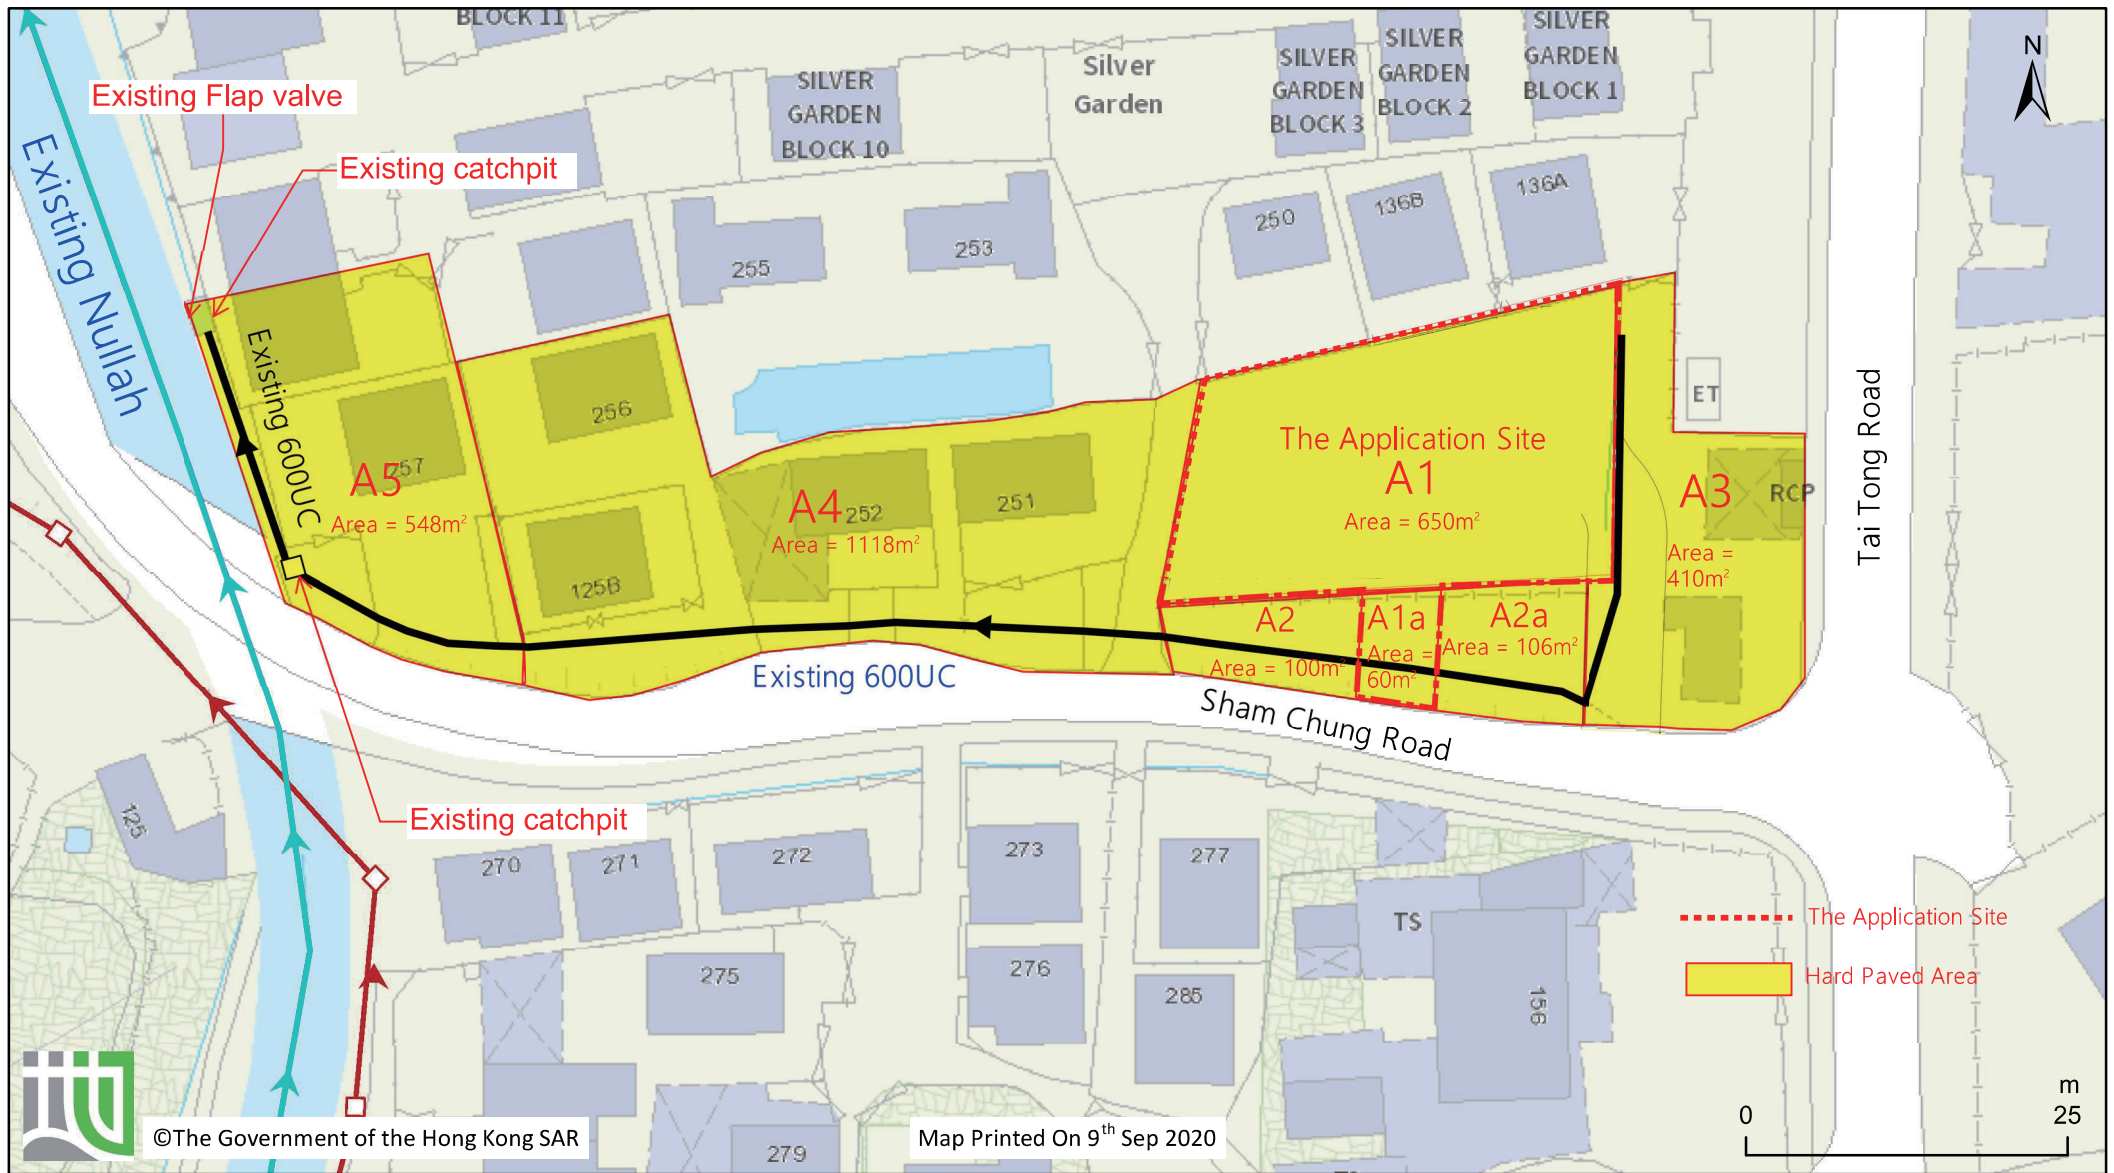 BLOCK 11
SILVER
GARDEN
BLOCK 10
Silver
Garden
SILVER
GARDEN
BLOCK 3
SILVER
GARDEN
BLOCK 2
SILVER
GARDEN
BLOCK 1
N
Existing Flap valve
Existing catchpit
Existing Nullah
Existing 600UC
255
253
250
136B
136A
256
257
A5
Area = 548m²
125B
A4
252
251
Area = 1118m²
The Application Site
A1
Area = 650m²
ET
A3
RCP
Area =
410m²
Tai Tong Road
A2
Area = 100m²
A1a
Area =
60m²
A2a
Area = 106m²
Existing 600UC
Sham Chung Road
Existing catchpit
125
270
271
272
273
277
275
276
285
TS
156
279
The Application Site
Hard Paved Area
m
0
25
©The Government of the Hong Kong SAR
Map Printed On 9th Sep 2020